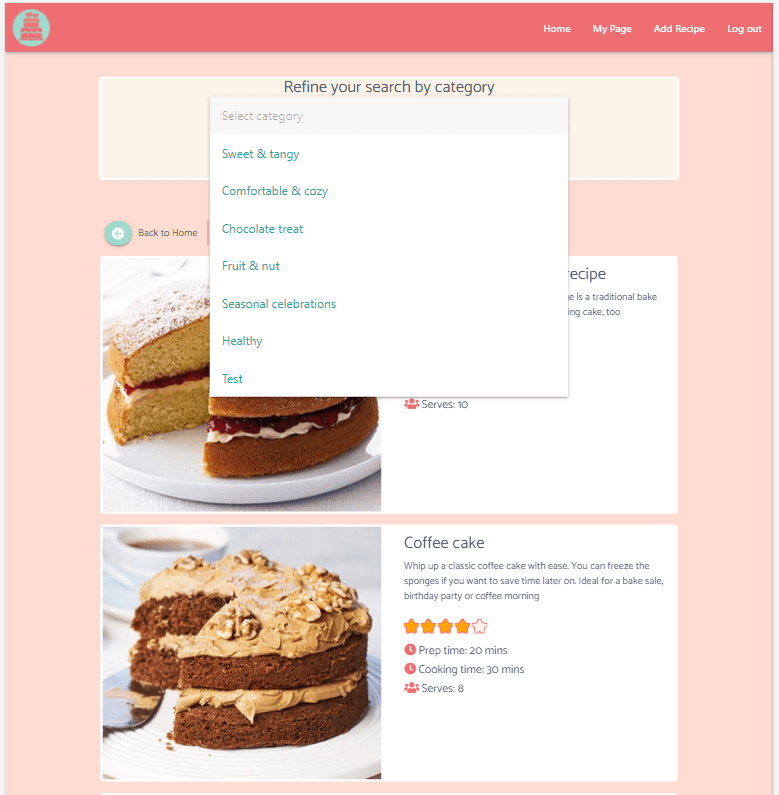 Home My Page Add Recipe Log out
Refine your search by category
Select category
Sweet & tangy
Comfortable & cozy
Chocolate treat
Fruit & nut
Seasonal celebrations
Healthy
Test
Back to Home
recipe
is a traditional bake
cake, too
Serves: 10
Coffee cake
Whip up a classic coffee cake with ease. You can freeze the
sponges if you want to save time later on. Ideal for a bake sale,
birthday party or coffee morning
Prep time: 20 mins
Cooking time: 30 mins
Serves: 8